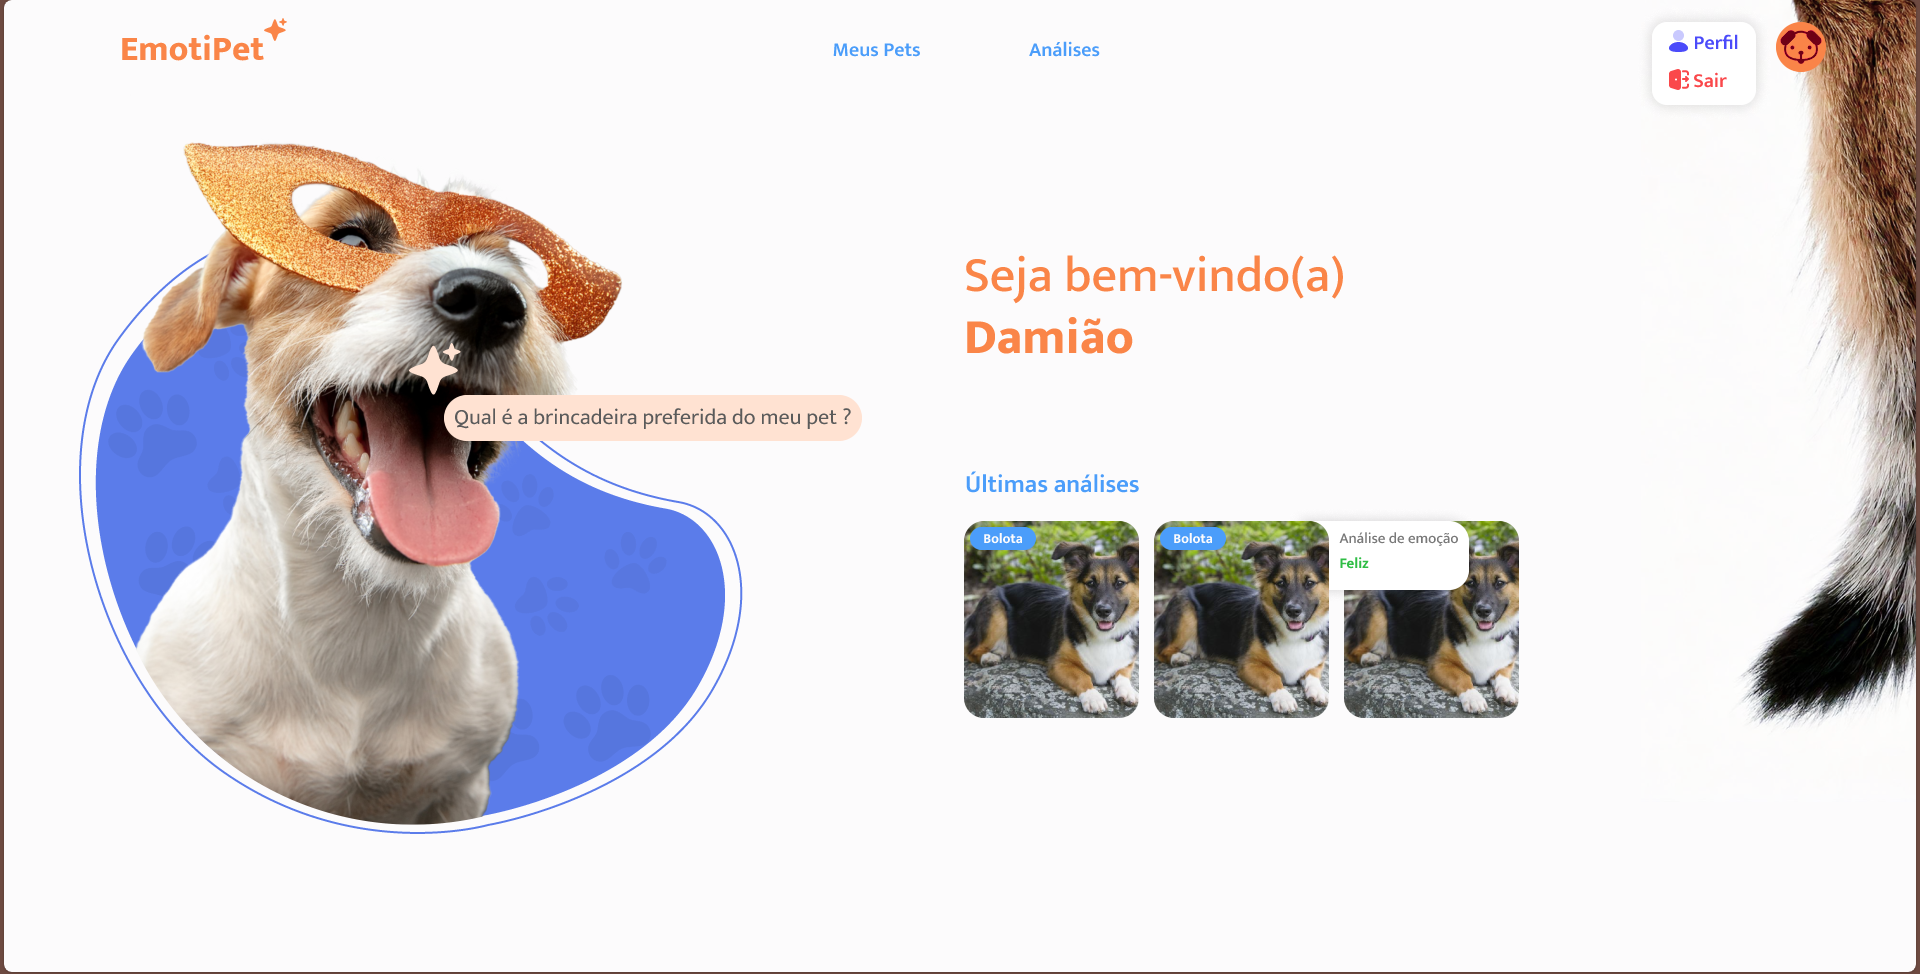 EmotiPet
Meus Pets
Análises
Perfil
Sair
Seja bem-vindo(a)
Damião
Qual é a brincadeira preferida do meu pet ?
Últimas análises
Bolota
Bolota
Análise de emoção
Feliz